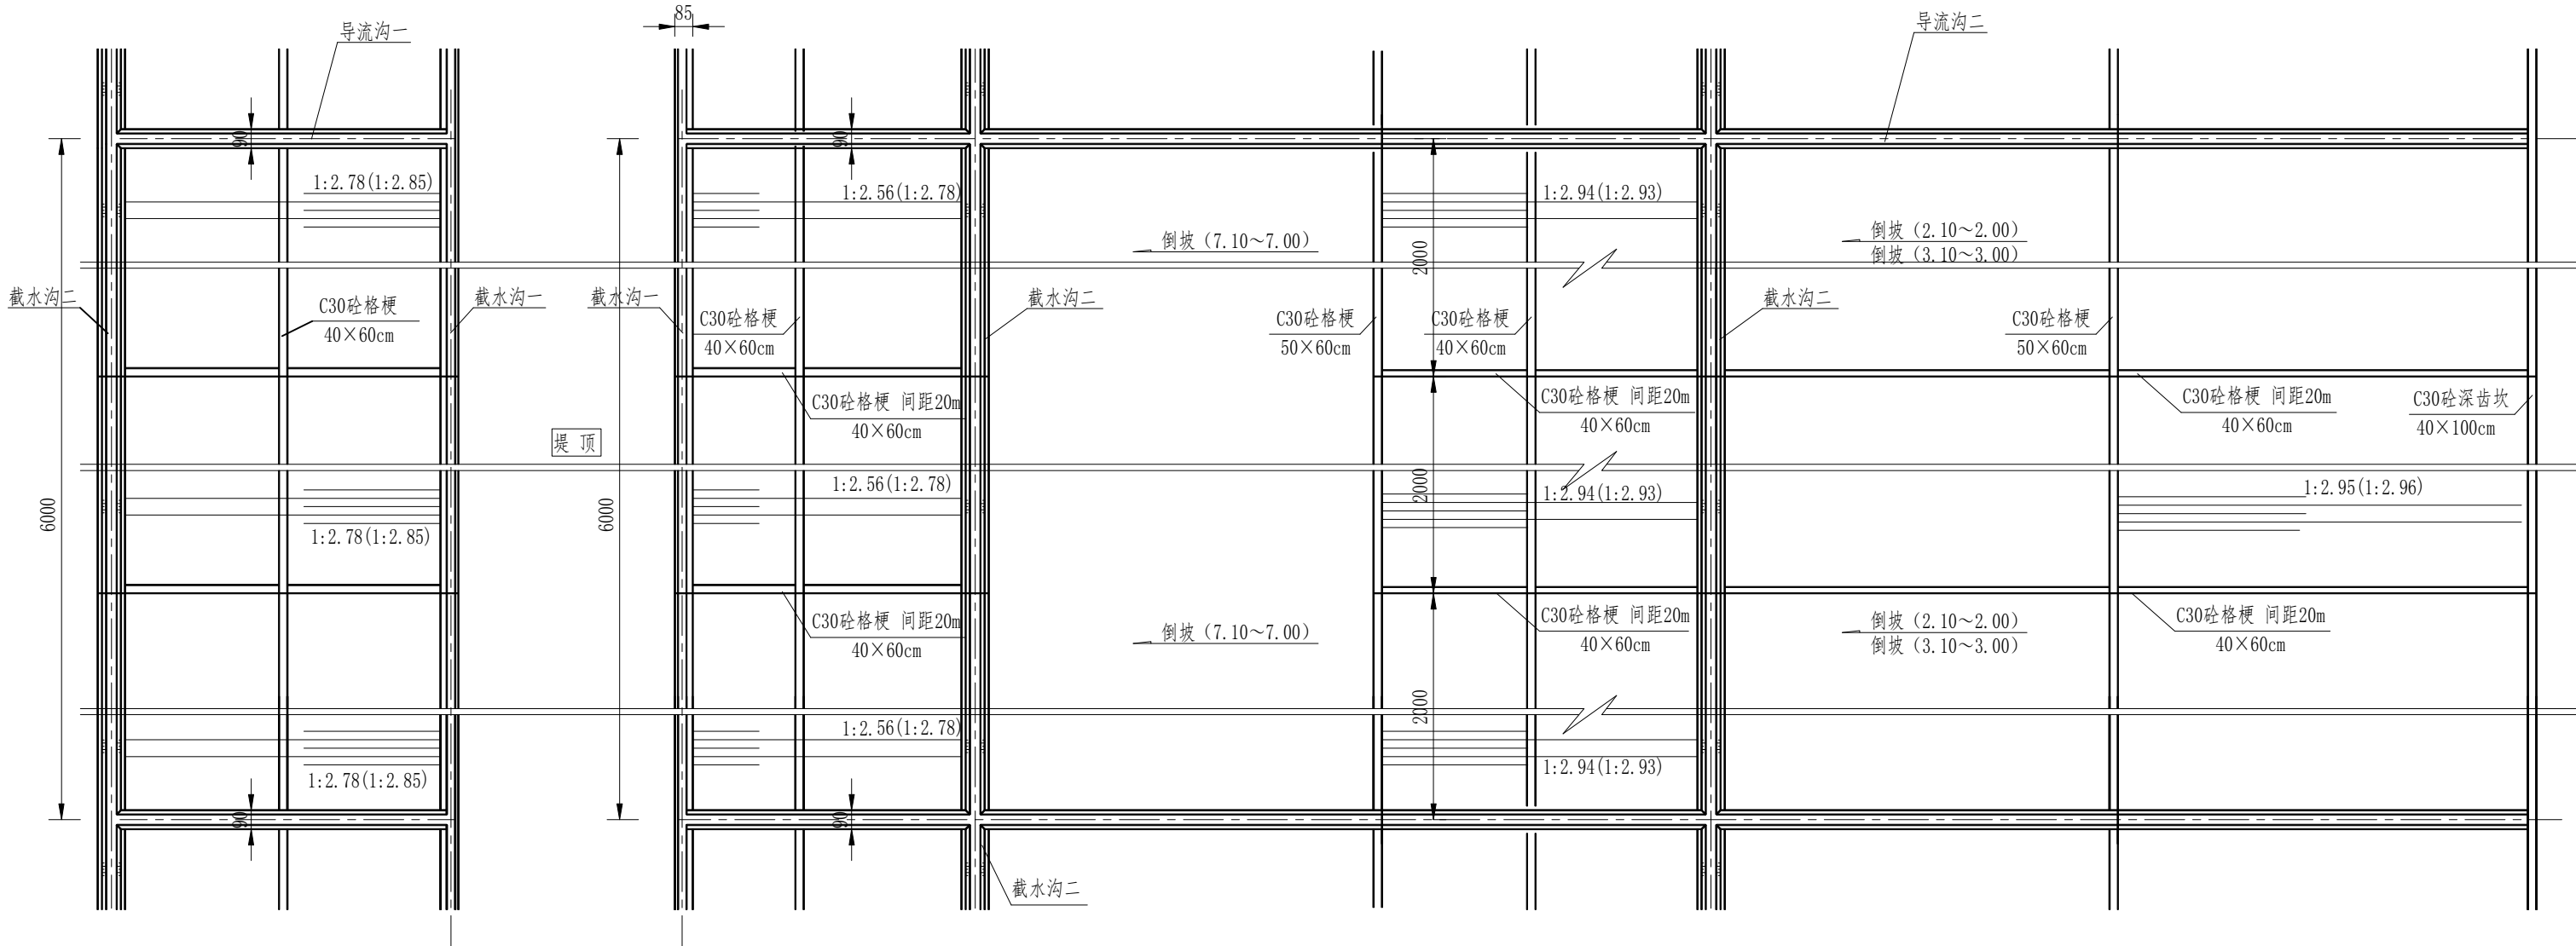 85
导流沟一
导流沟二
90
90
1:2.78(1:2.85)
1:2.56(1:2.78)
1:2.94(1:2.93)
倒坡（7.10～7.00）
2000
倒坡（2.10～2.00）
倒坡（3.10～3.00）
截水沟二
C30砼格梗
40×60cm
截水沟一
截水沟一
C30砼格梗
40×60cm
截水沟二
C30砼格梗
50×60cm
C30砼格梗
40×60cm
截水沟二
C30砼格梗
50×60cm
C30砼格梗 间距20m
40×60cm
C30砼格梗 间距20m
40×60cm
C30砼格梗 间距20m
40×60cm
C30砼深齿坎
40×100cm
堤 顶
6000
6000
1:2.78(1:2.85)
1:2.56(1:2.78)
2000
1:2.94(1:2.93)
1:2.95(1:2.96)
C30砼格梗 间距20m
40×60cm
倒坡（7.10～7.00）
C30砼格梗 间距20m
40×60cm
倒坡（2.10～2.00）
倒坡（3.10～3.00）
C30砼格梗 间距20m
40×60cm
2000
1:2.78(1:2.85)
1:2.56(1:2.78)
1:2.94(1:2.93)
90
90
截水沟二